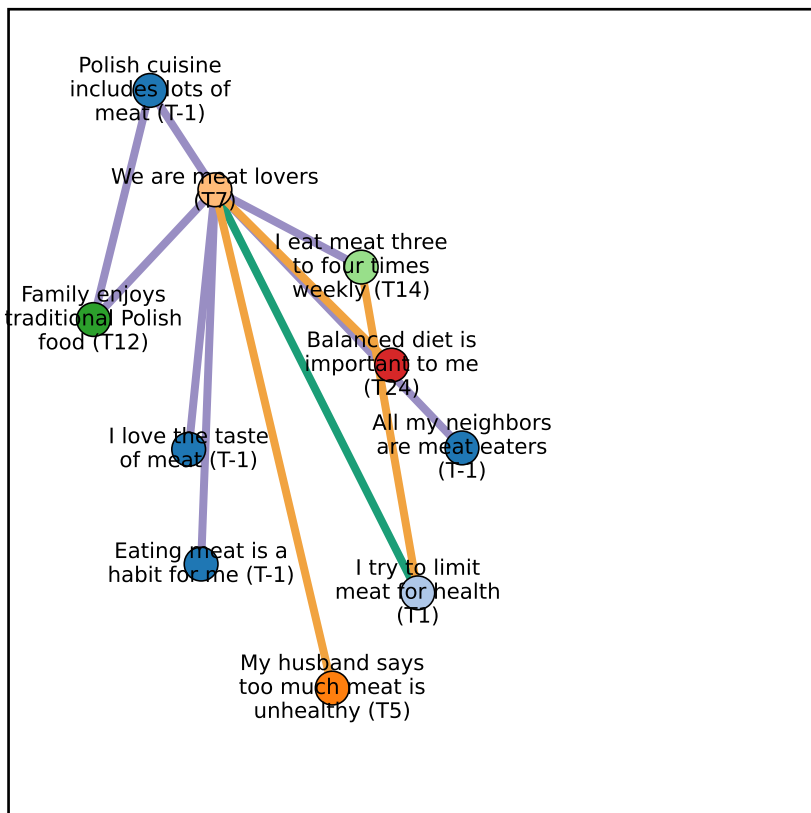 Polish cuisine
includes lots of
meat (T-1)
We are meat lovers
(T7)
I eat meat three
to four times
weekly (T14)
Family enjoys
traditional Polish
food (T12)
Balanced diet is
important to me
(T24)
All my neighbors
are meat eaters
(T-1)
I love the taste
of meat (T-1)
Eating meat is a
habit for me (T-1)
I try to limit
meat for health
(T1)
My husband says
too much meat is
unhealthy (T5)